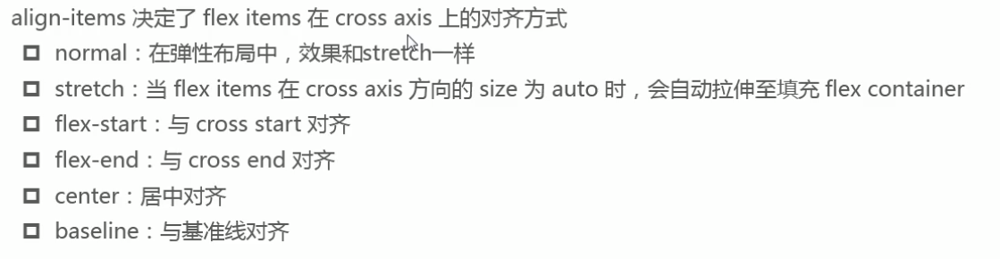 align-items 决定了 flex items 在 cross axis 上的对齐方式
normal：在弹性布局中，效果和stretch一样
stretch：当 flex items 在 cross axis 方向的 size 为 auto 时，会自动拉伸至填充 flex container
flex-start：与 cross start 对齐
flex-end：与 cross end 对齐
center：居中对齐
baseline：与基准线对齐